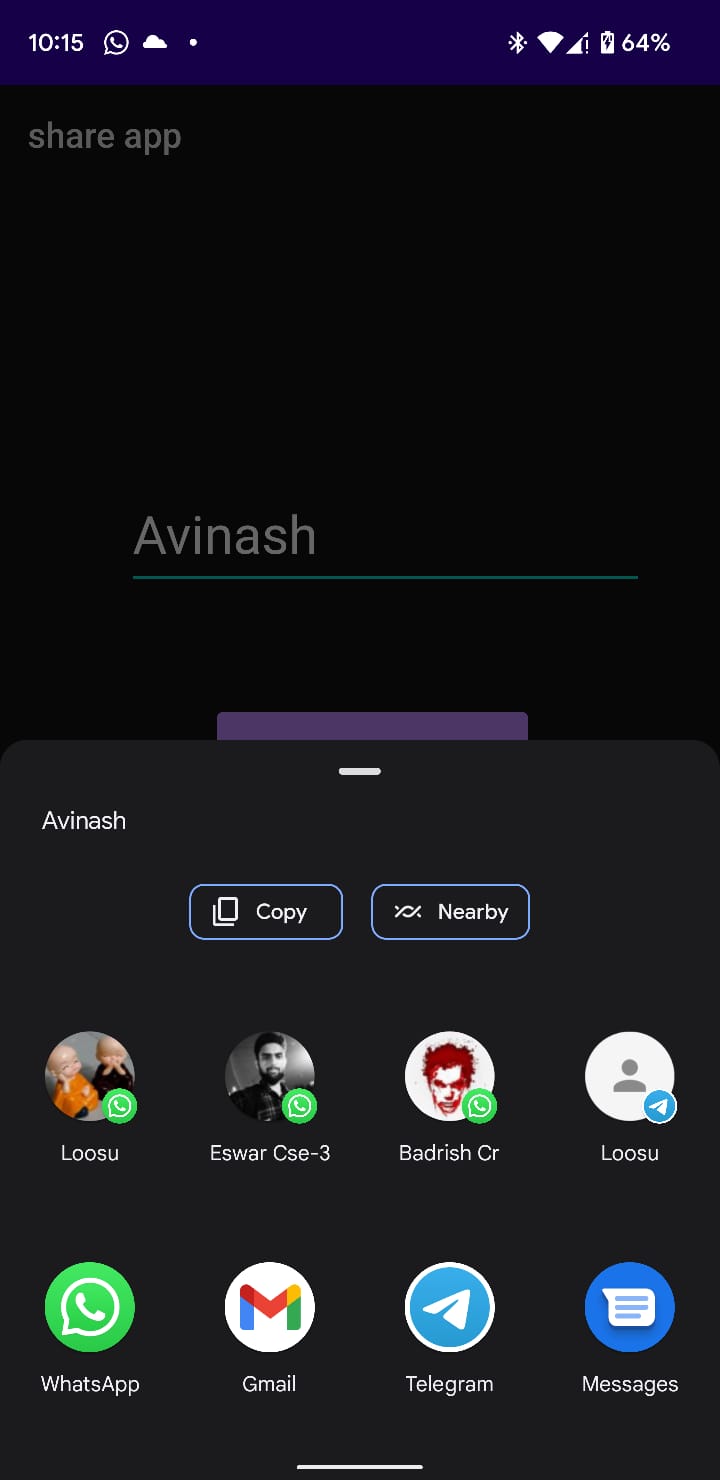 10:15 64%
share app
Avinash
Avinash
Copy Nearby
Loosu Eswar Cse-3 Badrish Cr Loosu
WhatsApp Gmail Telegram Messages